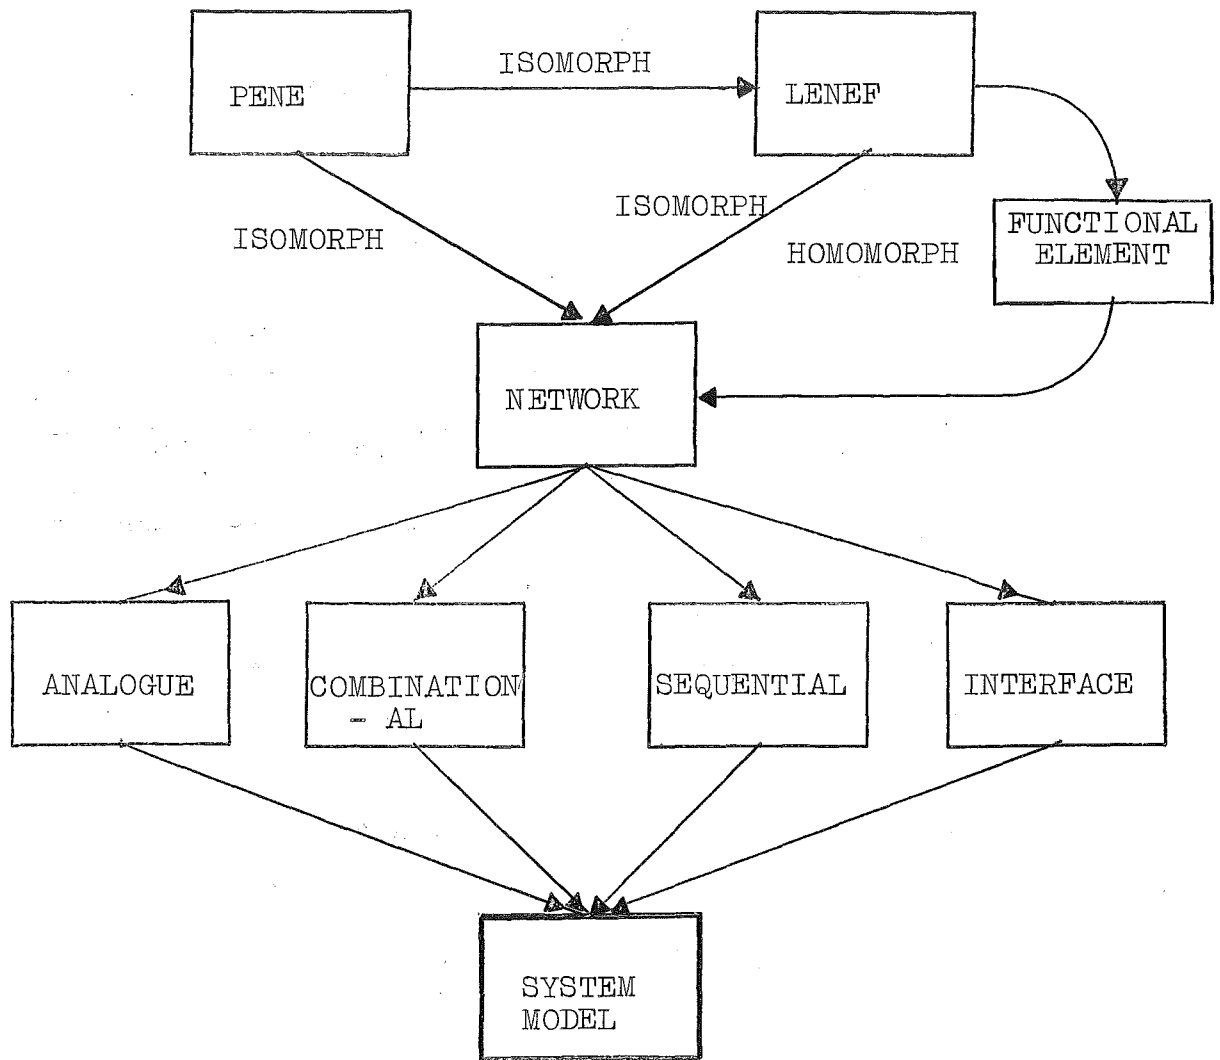 ISOMORPH
PENE
LENEF
ISOMORPH
ISOMORPH
HOMOMORPH
FUNCTIONAL
ELEMENT
NETWORK
ANALOGUE
COMBINATION
- AL
SEQUENTIAL
INTERFACE
SYSTEM
MODEL